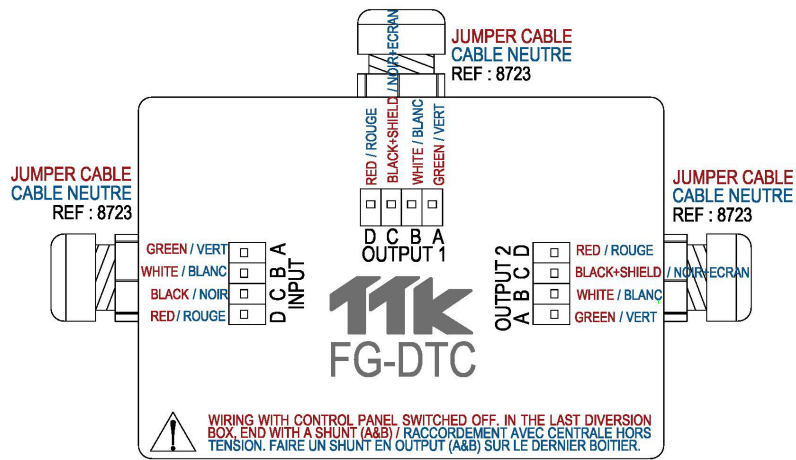 JUMPER CABLE
CABLE NEUTRE
REF : 8723
RED / ROUGE
BLACK+SHIELD / NOIR+ECRAN
WHITE / BLANC
GREEN / VERT
D C B A
OUTPUT 1
JUMPER CABLE
CABLE NEUTRE
REF : 8723
GREEN / VERT
WHITE / BLANC
BLACK / NOIR
RED / ROUGE
A
B
C
D
INPUT
JUMPER CABLE
CABLE NEUTRE
REF : 8723
OUTPUT 2
D
C
B
A
RED / ROUGE
BLACK+SHIELD / NOIR+ECRAN
WHITE / BLANC
GREEN / VERT
TTK
FG-DTC
WIRING WITH CONTROL PANEL SWITCHED OFF. IN THE LAST DIVERSION
BOX, END WITH A SHUNT (A&B) / RACCORDEMENT AVEC CENTRALE HORS
TENSION. FAIRE UN SHUNT EN OUTPUT (A&B) SUR LE DERNIER BOITIER.